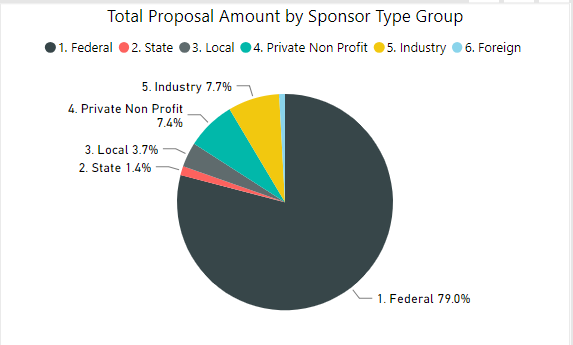 Total Proposal Amount by Sponsor Type Group
1. Federal 2. State 3. Local 4. Private Non Profit 5. Industry 6. Foreign
5. Industry 7.7%
4. Private Non Profit
7.4%
3. Local 3.7%
2. State 1.4%
1. Federal 79.0%